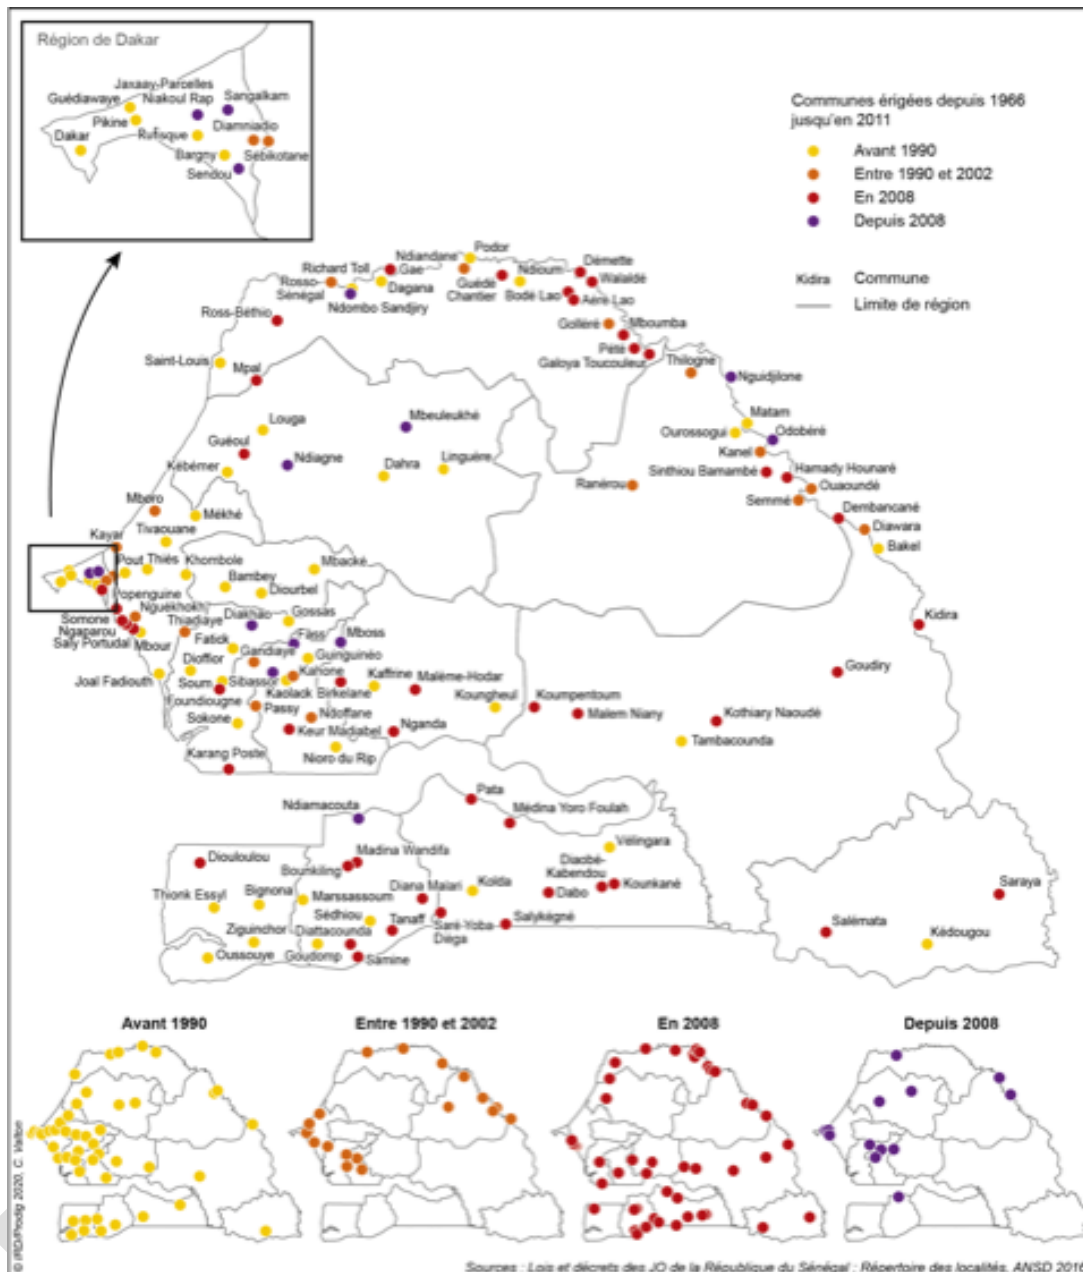 Région de Dakar
Jaxaay-Parcelles
Niakoul Rap
Guédiawaye
Sangalkam
Pikine
Diamniadio
Dakar
Rufisque
Bargny
Sébikotane
Sendou
Communes érigées depuis 1966
jusqu'en 2011
Avant 1990
Entre 1990 et 2002
En 2008
Depuis 2008
Kidira
Commune
Limite de région
Podor
Ndiandane
Richard Toll
Gae
Démette
Rosso-
Sénégal
Dagana
Guédé
Chantier
Ndioum
Walaldé
Bodé Lao
Aéré Lao
Ndombo Sandjiry
Ross-Béthio
Golléré
Mboumba
Pété
Galoya Toucouleur
Saint-Louis
Mpal
Thilogne
Nguidjilone
Louga
Mbeuleukhé
Matam
Ourossogui
Odobéré
Guéoul
Kanel
Ndiagne
Linguère
Dahra
Kébémer
Sinthiou Bamambé
Hamady Hounaré
Ranérou
Ouaoundé
Semmé
Mboro
Mékhé
Dembancané
Diawara
Tivaouane
Kayar
Bakel
Pout
Thiès
Khombole
Mbacké
Bambey
Diourbel
Popenguine
Nguékhokh
Somone
Ngaparou
Saly Portudal
Thiadiaye
Diakhao
Gossas
Kidira
Mbour
Fatick
Fass
Mboss
Gandiaye
Guinguinéo
Joal Fadiouth
Dioffior
Goudiry
Soum
Sibassor
Kahone
Kaffrine
Malème-Hodar
Kaolack
Birkelane
Koungheul
Koumpentoum
Foundiougne
Passy
Ndoffane
Malem Niany
Kothiary Naoudé
Sokone
Keur Madiabel
Nganda
Tambacounda
Karang Poste
Nioro du Rip
Pata
Ndiamacouta
Médina Yoro Foulah
Vélingara
Diouloulou
Madina Wandifa
Bounkiling
Diaobé-
Kabendou
Kounkané
Saraya
Thionk Essyl
Bignona
Marssassoum
Diana Malari
Kolda
Dabo
Sédhiou
Salémata
Ziguinchor
Diattacounda
Tanaff
Saré-Yoba
Diéga
Salykégné
Kédougou
Oussouye
Goudomp
Samine
Avant 1990
Entre 1990 et 2002
En 2008
Depuis 2008
© IRD/Prodig 2020, C. Valton
Sources : Lois et décrets des JO de la République du Sénégal ; Répertoire des localités, ANSD 2016